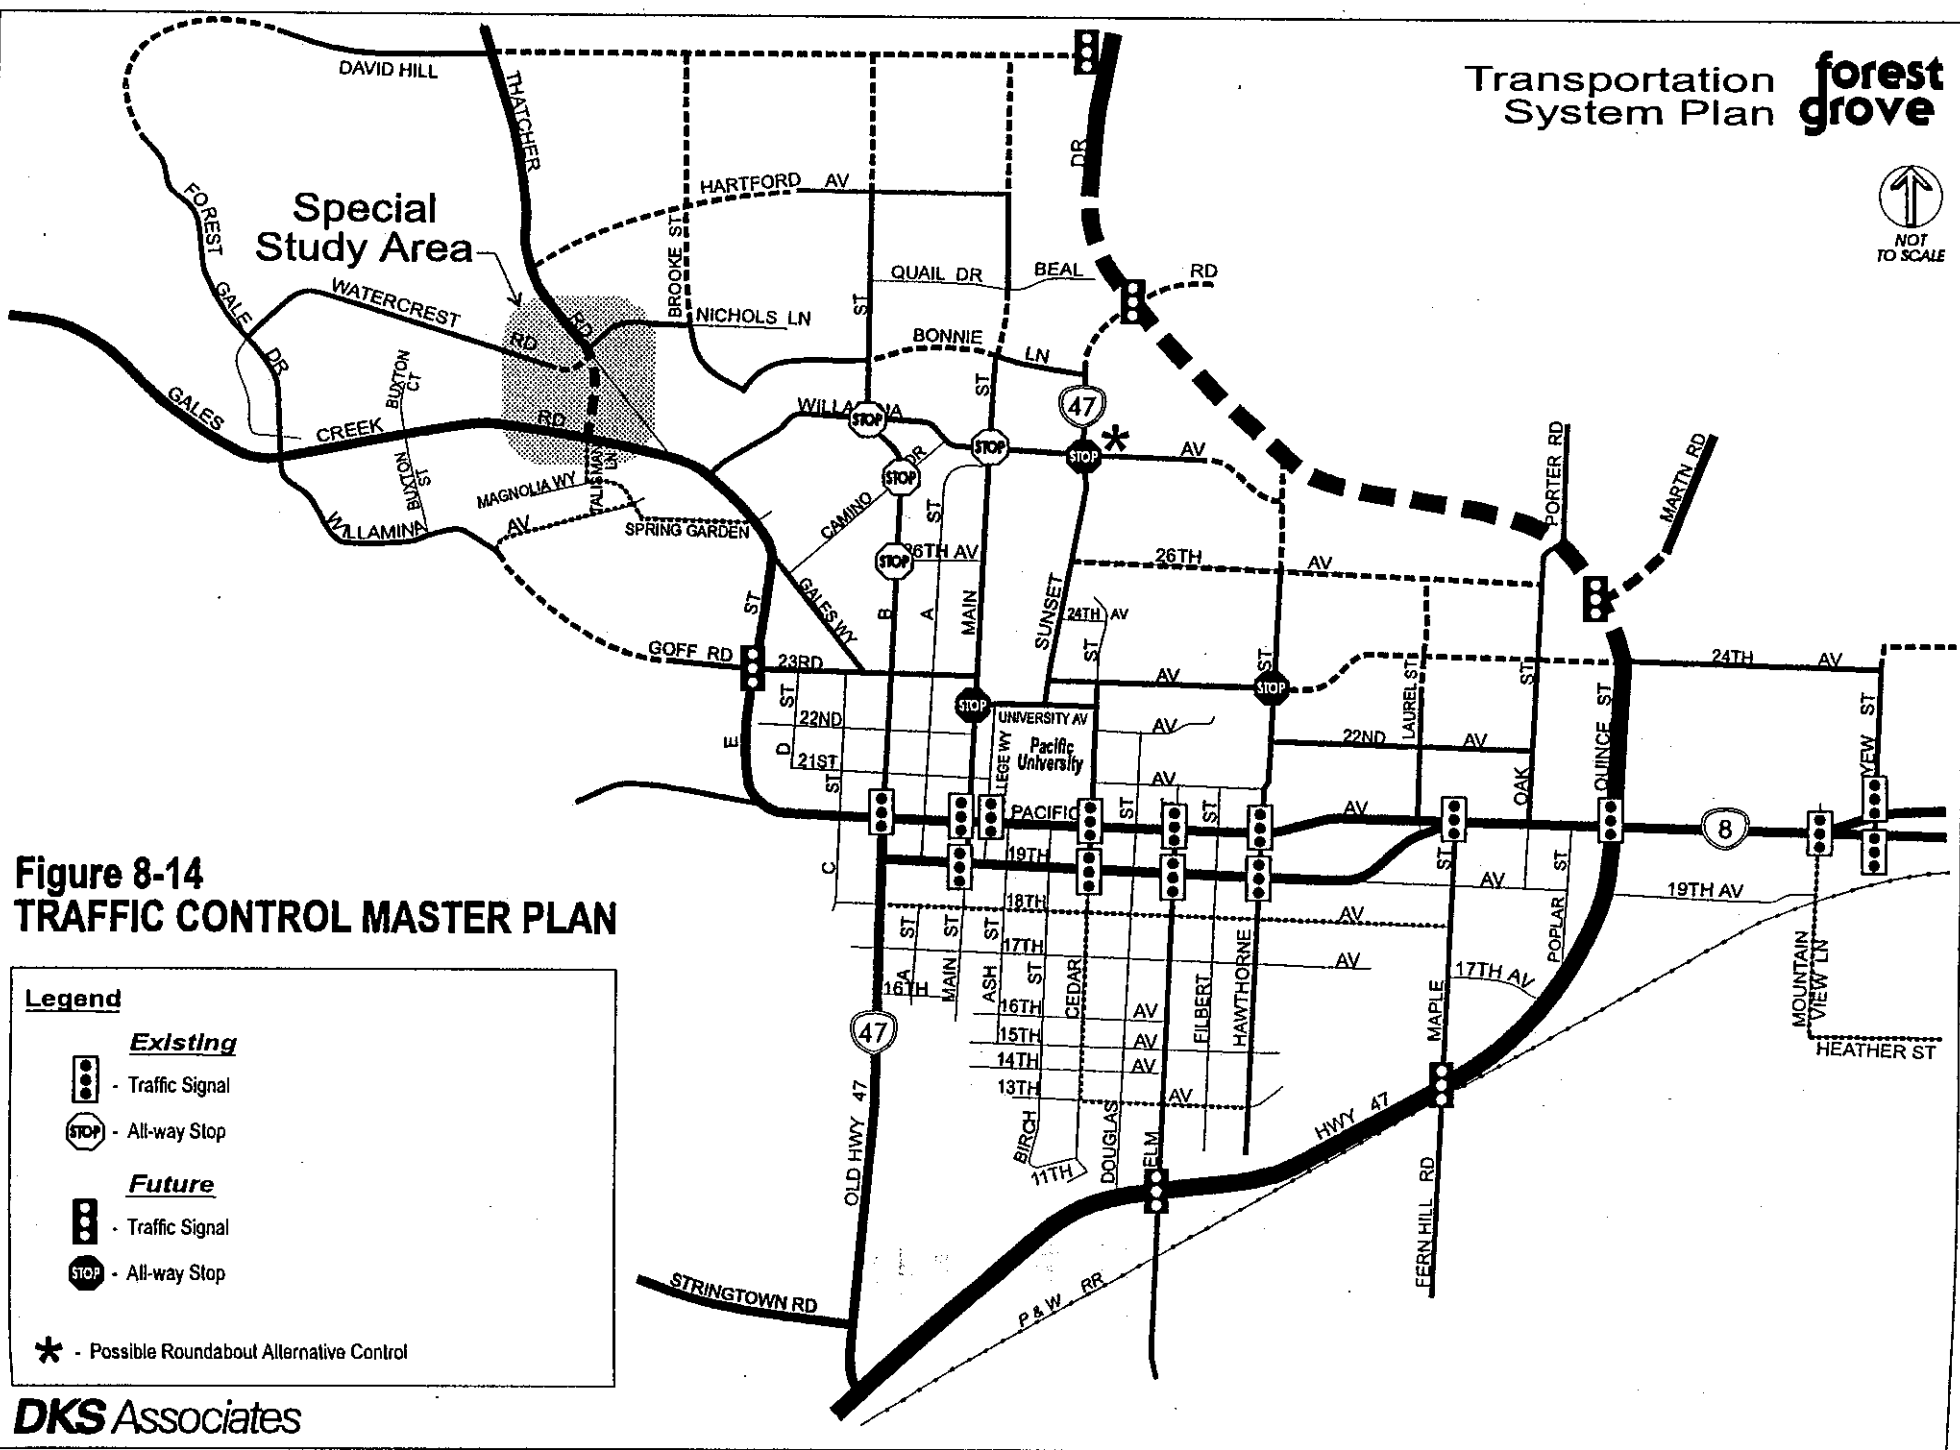 Transportation
System Plan
forest
grove
NOT
TO SCALE
DAVID HILL
THATCHER
RD
DR
HARTFORD AV
Special
Study Area
FOREST
GALE
DR
WATERCREST
RD
BROOKE ST
QUAIL DR
BEAL
RD
NICHOLS LN
ST
BONNIE
LN
ST
47
BUXTON
CT
GALES
CREEK
RD
STOP
STOP
STOP
AV
STOP
DR
CAMINO
BUXTON
ST
MAGNOLIA WY
TALISMAN
LN
SPRING GARDEN
WILLAMINA
AV
ST
PORTER RD
MARTN RD
STOP
26TH AV
26TH
AV
ST
GALES WY
B
A
MAIN
SUNSET
24TH AV
ST
GOFF RD
23RD
AV
ST
STOP
LAUREL ST
ST
24TH AV
STOP
UNIVERSITY AV
Pacific
University
E
D
ST
22ND
AV
22ND AV
OAK
QUINCE ST
YEW ST
21ST
AV
ST
ST
ST
PACIFIC
AV
8
19TH
C
ST
AV
ST
19TH AV
18TH
AV
ST
ST
ST
17TH
AV
17TH AV
POPLAR
16TH
A
MAIN
ASH
ST
CEDAR
FILBERT
HAWTHORNE
MAPLE
MOUNTAIN
VIEW LN
16TH
AV
15TH
AV
14TH
AV
13TH
AV
HEATHER ST
47
OLD HWY 47
BIRCH
11TH
DOUGLAS
ELM
HWY 47
FERN HILL RD
P & W RR
STRINGTOWN RD
Figure 8-14
TRAFFIC CONTROL MASTER PLAN
Legend
Existing
- Traffic Signal
STOP - All-way Stop
Future
- Traffic Signal
STOP - All-way Stop
* - Possible Roundabout Alternative Control
DKS Associates